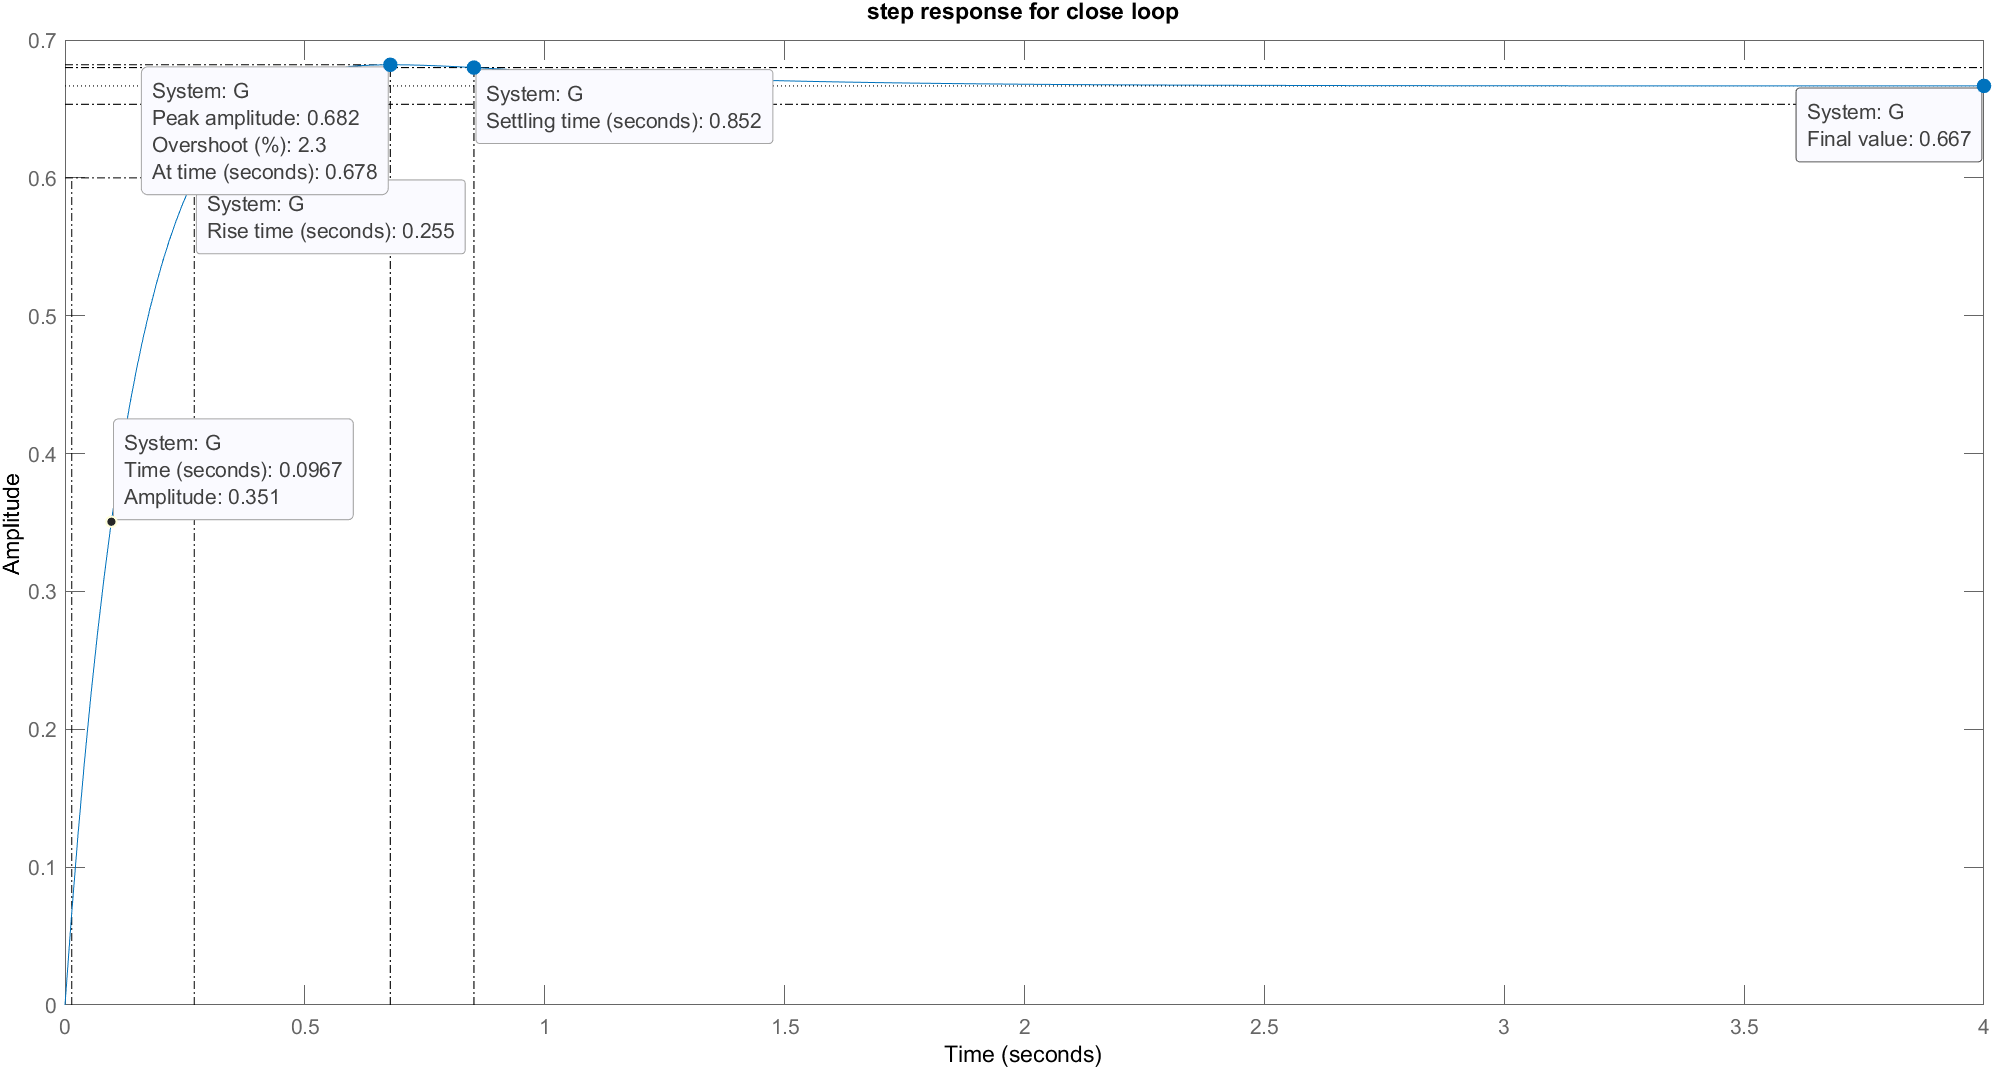 step response for close loop
0.7
0.6
0.5
0.4
0.3
0.2
0.1
0
Amplitude
System: G
Peak amplitude: 0.682
Overshoot (%): 2.3
At time (seconds): 0.678
System: G
Settling time (seconds): 0.852
System: G
Final value: 0.667
System: G
Rise time (seconds): 0.255
System: G
Time (seconds): 0.0967
Amplitude: 0.351
0
0.5
1
1.5
2
2.5
3
3.5
4
Time (seconds)